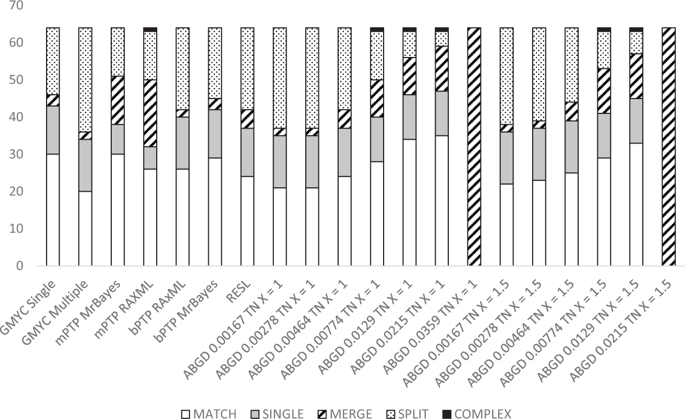 70
60
50
40
30
20
10
0
GMYC Single
GMYC Multiple
mPTP MrBayes
mPTP RAXML
bPTP RAxML
bPTP MrBayes
RESL
ABGD 0.00167 TN X = 1
ABGD 0.00278 TN X = 1
ABGD 0.00464 TN X = 1
ABGD 0.00774 TN X = 1
ABGD 0.0129 TN X = 1
ABGD 0.0215 TN X = 1
ABGD 0.0359 TN X = 1
ABGD 0.00167 TN X = 1.5
ABGD 0.00278 TN X = 1.5
ABGD 0.00464 TN X = 1.5
ABGD 0.00774 TN X = 1.5
ABGD 0.0129 TN X = 1.5
ABGD 0.0215 TN X = 1.5
MATCH SINGLE MERGE SPLIT COMPLEX